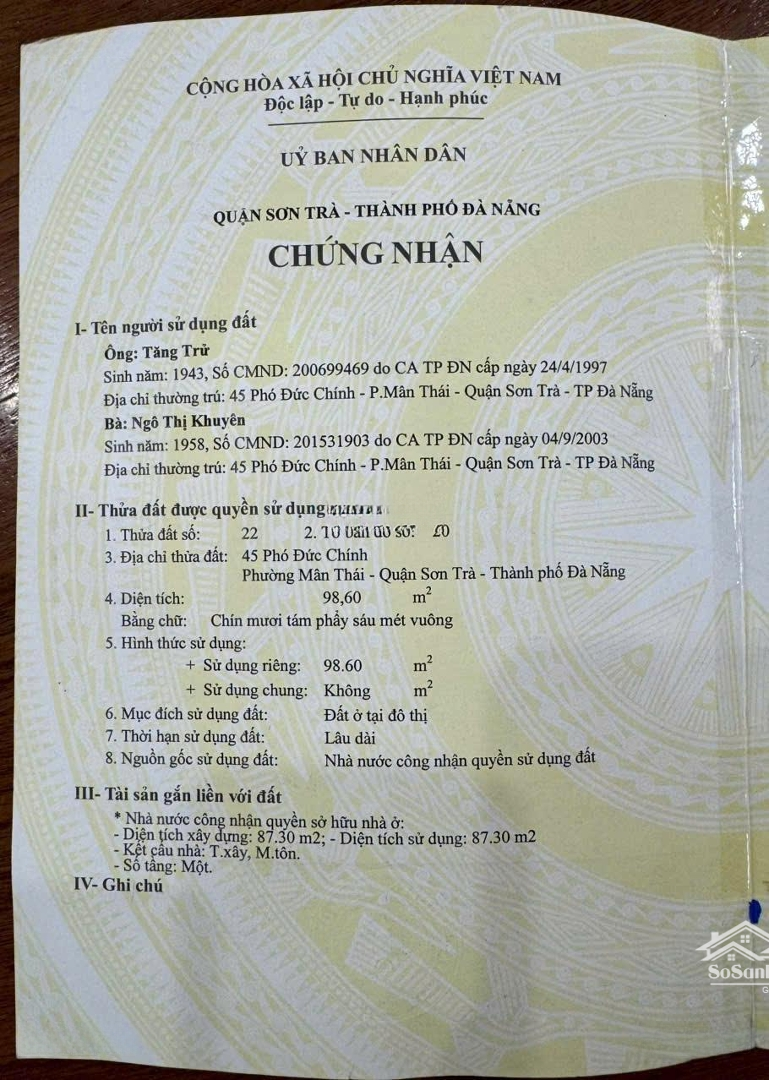 CỘNG HÒA XÃ HỘI CHỦ NGHĨA VIỆT NAM
Độc lập - Tự do - Hạnh phúc
UỶ BAN NHÂN DÂN
QUẬN SƠN TRÀ - THÀNH PHỐ ĐÀ NẴNG
CHỨNG NHẬN
I- Tên người sử dụng đất
Ông: Tăng Trử
Sinh năm: 1943, Số CMND: 200699469 do CA TP ĐN cấp ngày 24/4/1997
Địa chỉ thường trú: 45 Phó Đức Chính - P.Mân Thái - Quận Sơn Trà - TP Đà Nẵng
Bà: Ngô Thị Khuyên
Sinh năm: 1958, Số CMND: 201531903 do CA TP ĐN cấp ngày 04/9/2003
Địa chỉ thường trú: 45 Phó Đức Chính - P.Mân Thái - Quận Sơn Trà - TP Đà Nẵng
II- Thửa đất được quyền sử dụng
1. Thửa đất số: 22 2.
3. Địa chỉ thửa đất: 45 Phó Đức Chính
Phường Mân Thái - Quận Sơn Trà - Thành phố Đà Nẵng
4. Diện tích: 98,60 m²
Bằng chữ: Chín mươi tám phẩy sáu mét vuông
5. Hình thức sử dụng:
+ Sử dụng riêng: 98.60 m²
+ Sử dụng chung: Không m²
6. Mục đích sử dụng đất: Đất ở tại đô thị
7. Thời hạn sử dụng đất: Lâu dài
8. Nguồn gốc sử dụng đất: Nhà nước công nhận quyền sử dụng đất
III- Tài sản gắn liền với đất
* Nhà nước công nhận quyền sở hữu nhà ở:
- Diện tích xây dựng: 87.30 m2; - Diện tích sử dụng: 87.30 m2
- Kết cấu nhà: T.xây, M.tôn.
- Số tầng: Một.
IV- Ghi chú
SoSanh